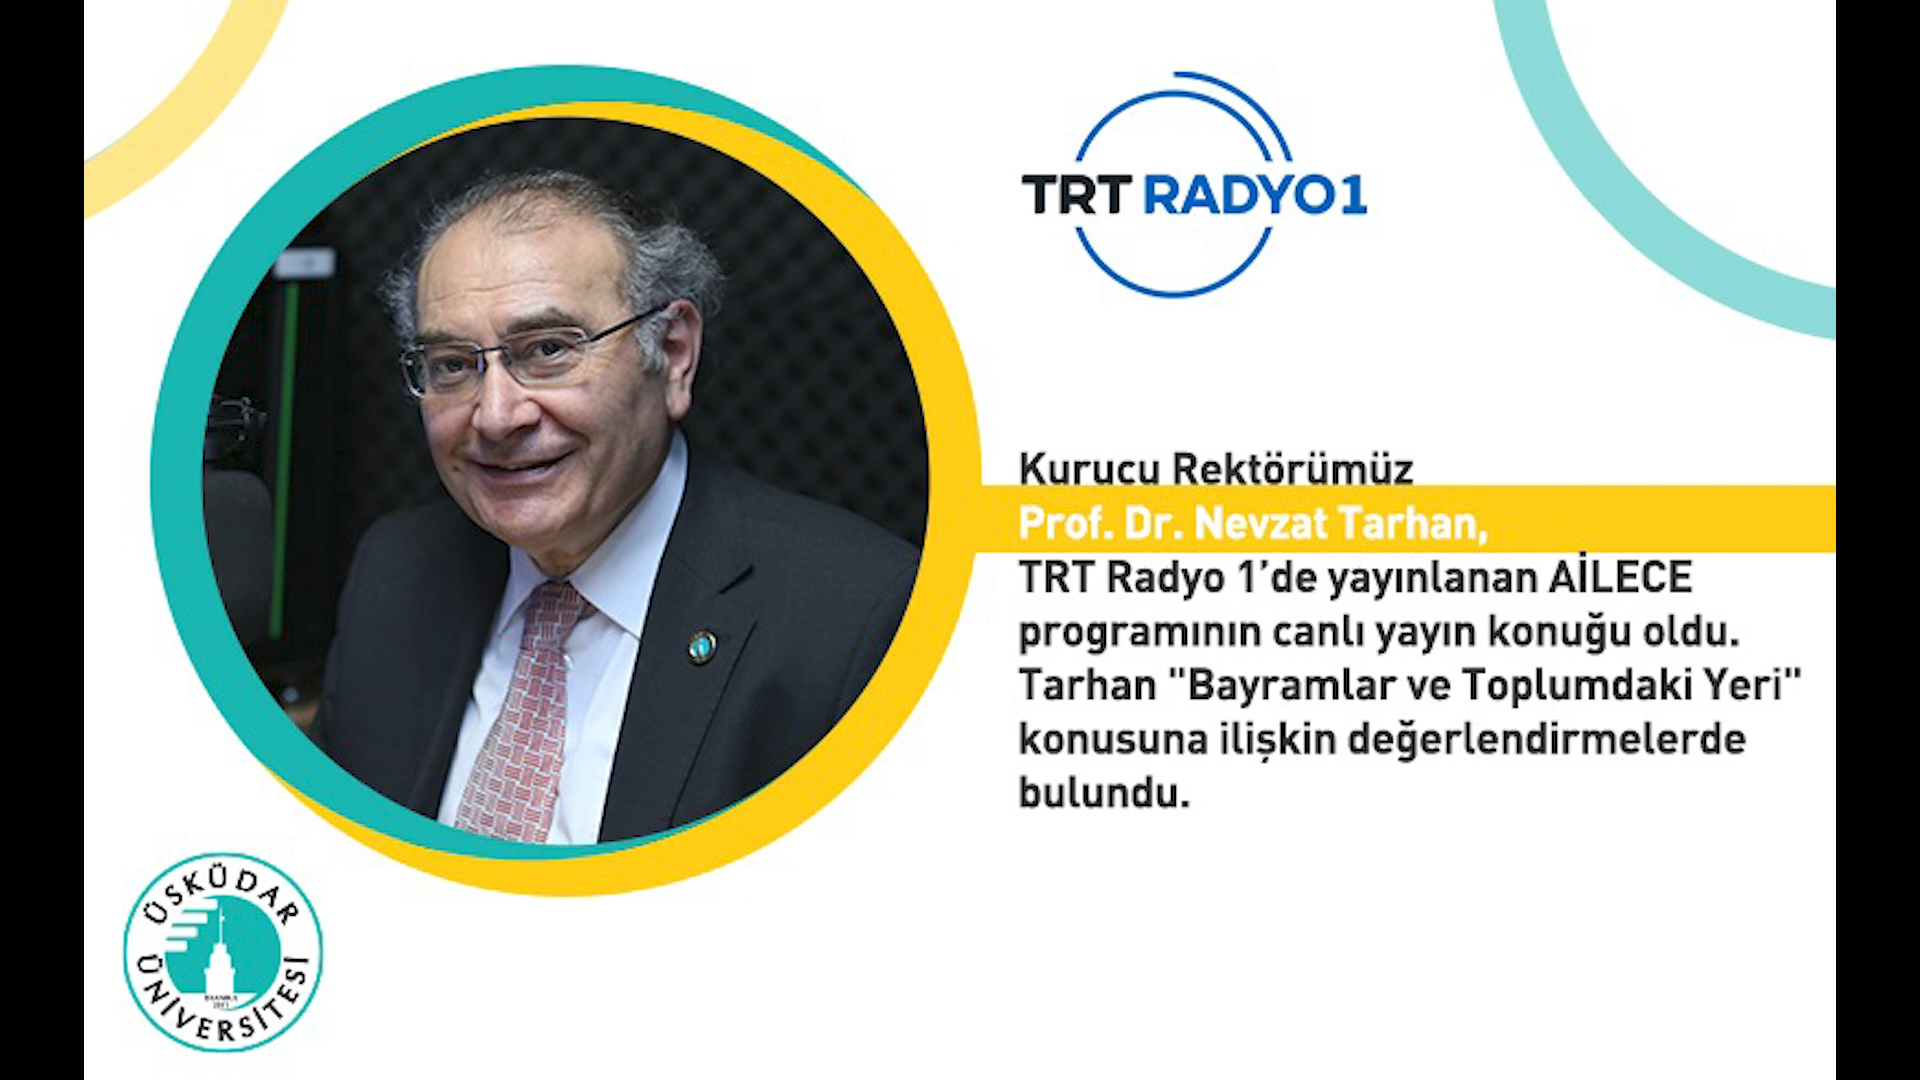 TRT RADYO1
Kurucu Rektörümüz
Prof. Dr. Nevzat Tarhan,
TRT Radyo 1’de yayınlanan AİLECE
programının canlı yayın konuğu oldu.
Tarhan "Bayramlar ve Toplumdaki Yeri"
konusuna ilişkin değerlendirmelerde
bulundu.
ÜSKÜDAR
ÜNİVERSİTESİ